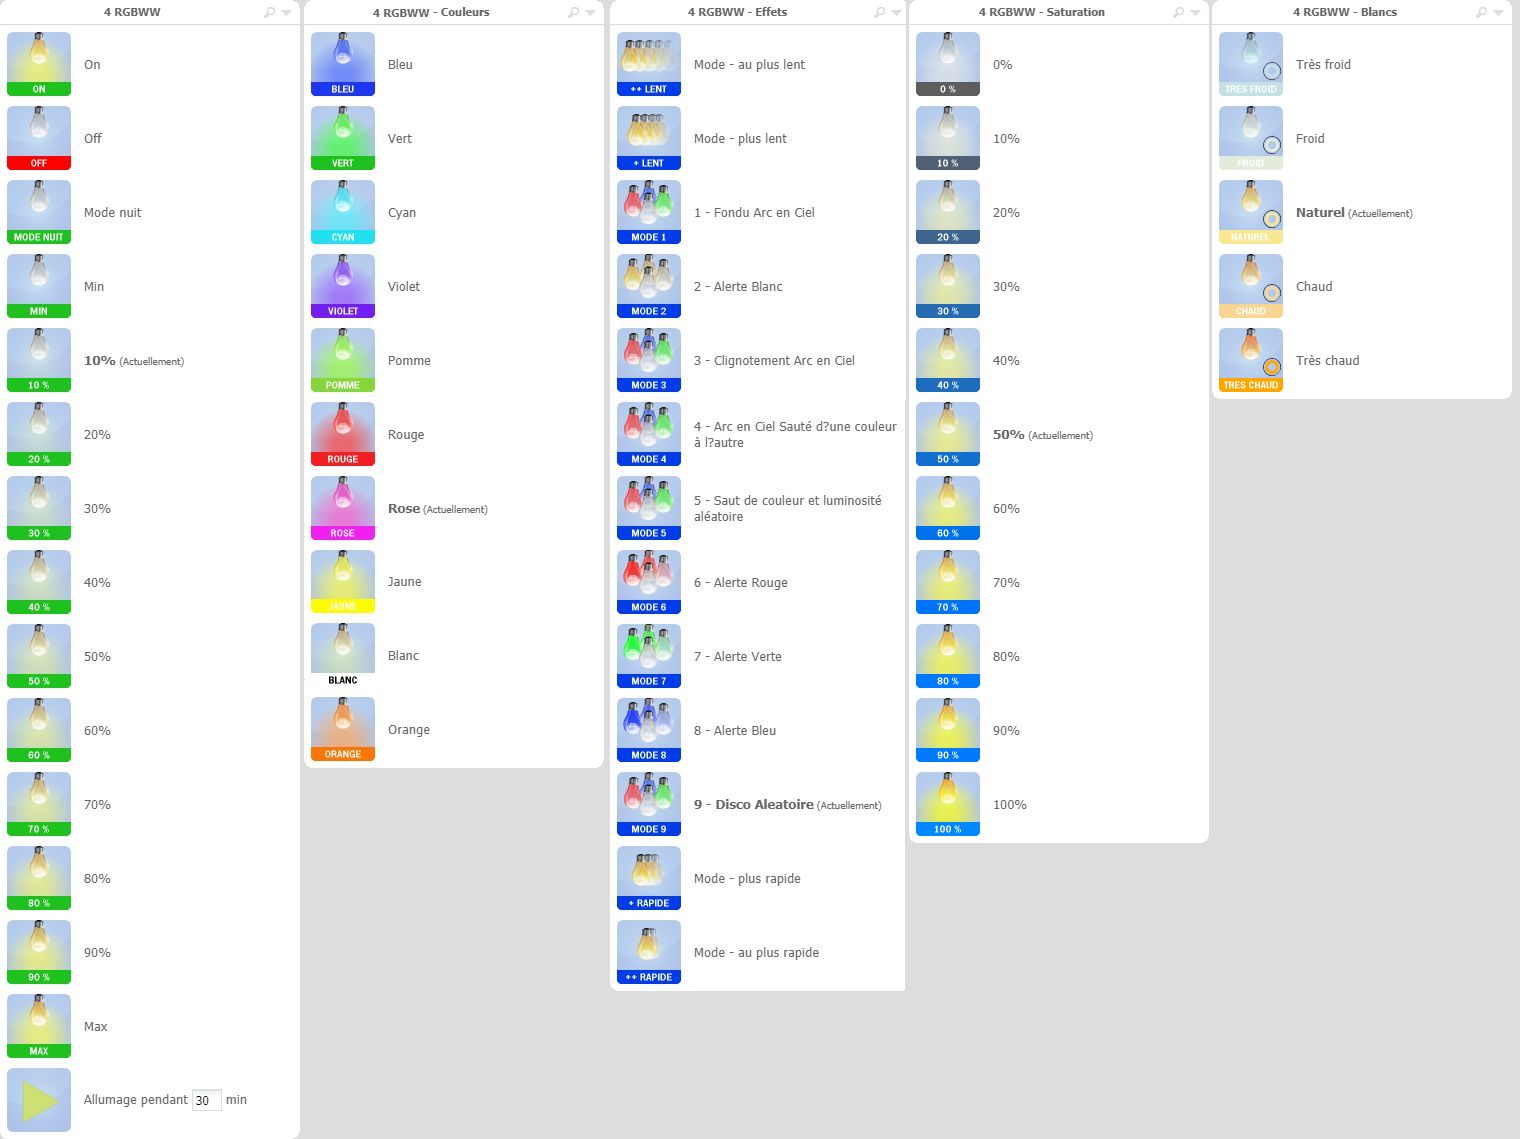 4 RGBWW
ON
On
OFF
Off
MODE NUIT
Mode nuit
MIN
Min
10 %
10% (Actuellement)
20 %
20%
30 %
30%
40 %
40%
50 %
50%
60 %
60%
70 %
70%
80 %
80%
90 %
90%
MAX
Max
Allumage pendant 30 min
4 RGBWW - Couleurs
BLEU
Bleu
VERT
Vert
CYAN
Cyan
VIOLET
Violet
POMME
Pomme
ROUGE
Rouge
ROSE
Rose (Actuellement)
JAUNE
Jaune
BLANC
Blanc
ORANGE
Orange
4 RGBWW - Effets
++ LENT
Mode - au plus lent
+ LENT
Mode - plus lent
MODE 1
1 - Fondu Arc en Ciel
MODE 2
2 - Alerte Blanc
MODE 3
3 - Clignotement Arc en Ciel
MODE 4
4 - Arc en Ciel Sauté d?une couleur
à l?autre
MODE 5
5 - Saut de couleur et luminosité
aléatoire
MODE 6
6 - Alerte Rouge
MODE 7
7 - Alerte Verte
MODE 8
8 - Alerte Bleu
MODE 9
9 - Disco Aleatoire (Actuellement)
+ RAPIDE
Mode - plus rapide
++ RAPIDE
Mode - au plus rapide
4 RGBWW - Saturation
0 %
0%
10 %
10%
20 %
20%
30 %
30%
40 %
40%
50 %
50% (Actuellement)
60 %
60%
70 %
70%
80 %
80%
90 %
90%
100 %
100%
4 RGBWW - Blancs
TRES FROID
Très froid
FROID
Froid
NATUREL
Naturel (Actuellement)
CHAUD
Chaud
TRES CHAUD
Très chaud